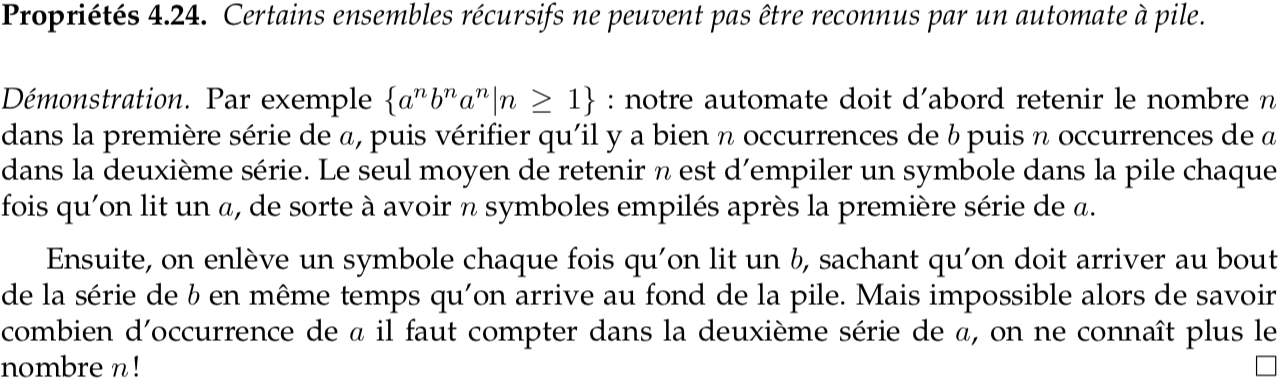 Propriétés 4.24. Certains ensembles récursifs ne peuvent pas être reconnus par un automate à pile.
Démonstration. Par exemple {aⁿbⁿaⁿ|n ≥ 1} : notre automate doit d'abord retenir le nombre n
dans la première série de a, puis vérifier qu'il y a bien n occurrences de b puis n occurrences de a
dans la deuxième série. Le seul moyen de retenir n est d'empiler un symbole dans la pile chaque
fois qu'on lit un a, de sorte à avoir n symboles empilés après la première série de a.
Ensuite, on enlève un symbole chaque fois qu'on lit un b, sachant qu'on doit arriver au bout
de la série de b en même temps qu'on arrive au fond de la pile. Mais impossible alors de savoir
combien d'occurrence de a il faut compter dans la deuxième série de a, on ne connaît plus le
nombre n! □